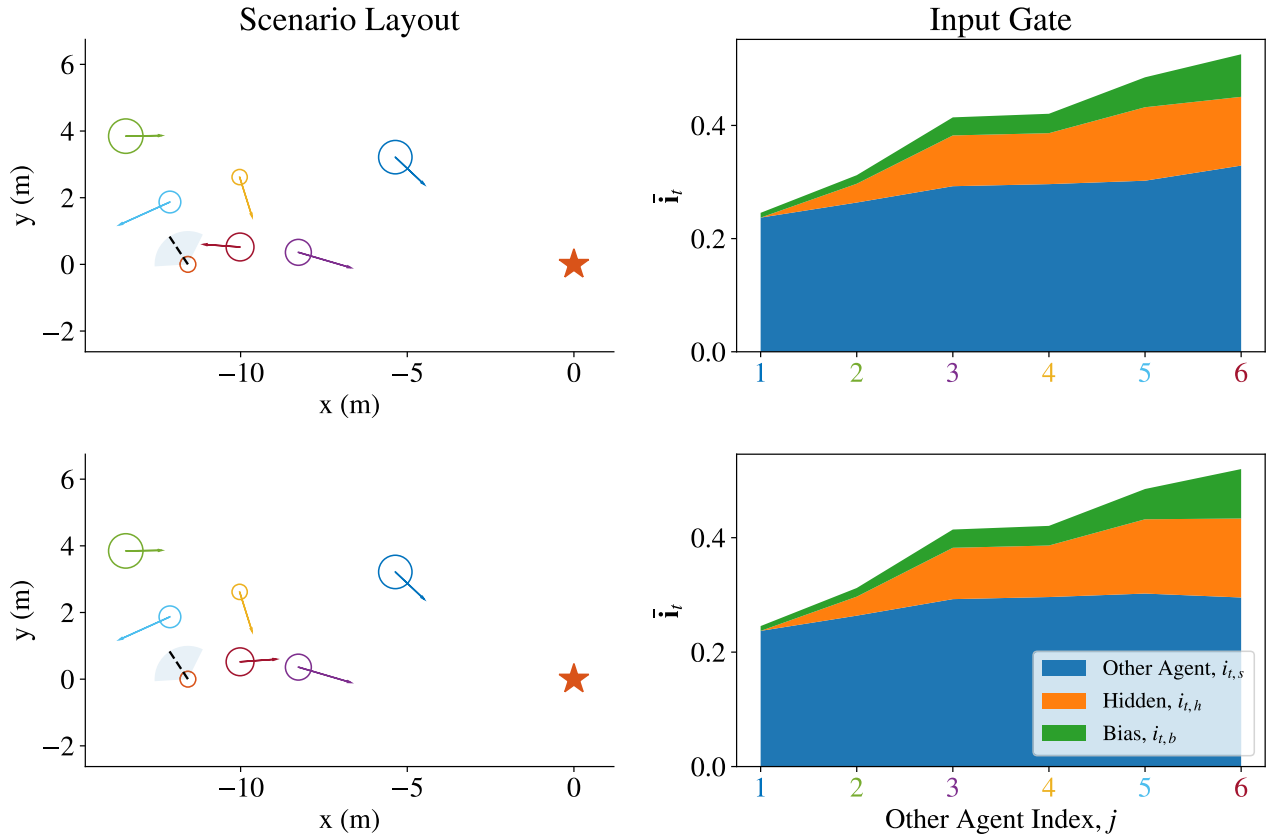 Scenario Layout
6
4
2
0
−2
y (m)
−10
−5
0
x (m)
Input Gate
0.4
0.2
0.0
i̅ₜ
1 2 3 4 5 6
6
4
2
0
−2
y (m)
−10
−5
0
x (m)
0.4
0.2
0.0
i̅ₜ
Other Agent, i_{t,s}
Hidden, i_{t,h}
Bias, i_{t,b}
1 2 3 4 5 6
Other Agent Index, j